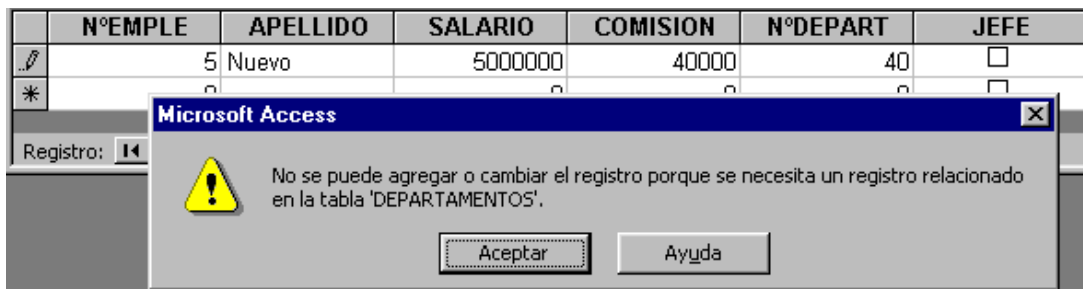 NºEMPLE APELLIDO SALARIO COMISION NºDEPART JEFE
5 Nuevo 5000000 40000 40
Microsoft Access
Registro:
No se puede agregar o cambiar el registro porque se necesita un registro relacionado
en la tabla 'DEPARTAMENTOS'.
Aceptar Ayuda